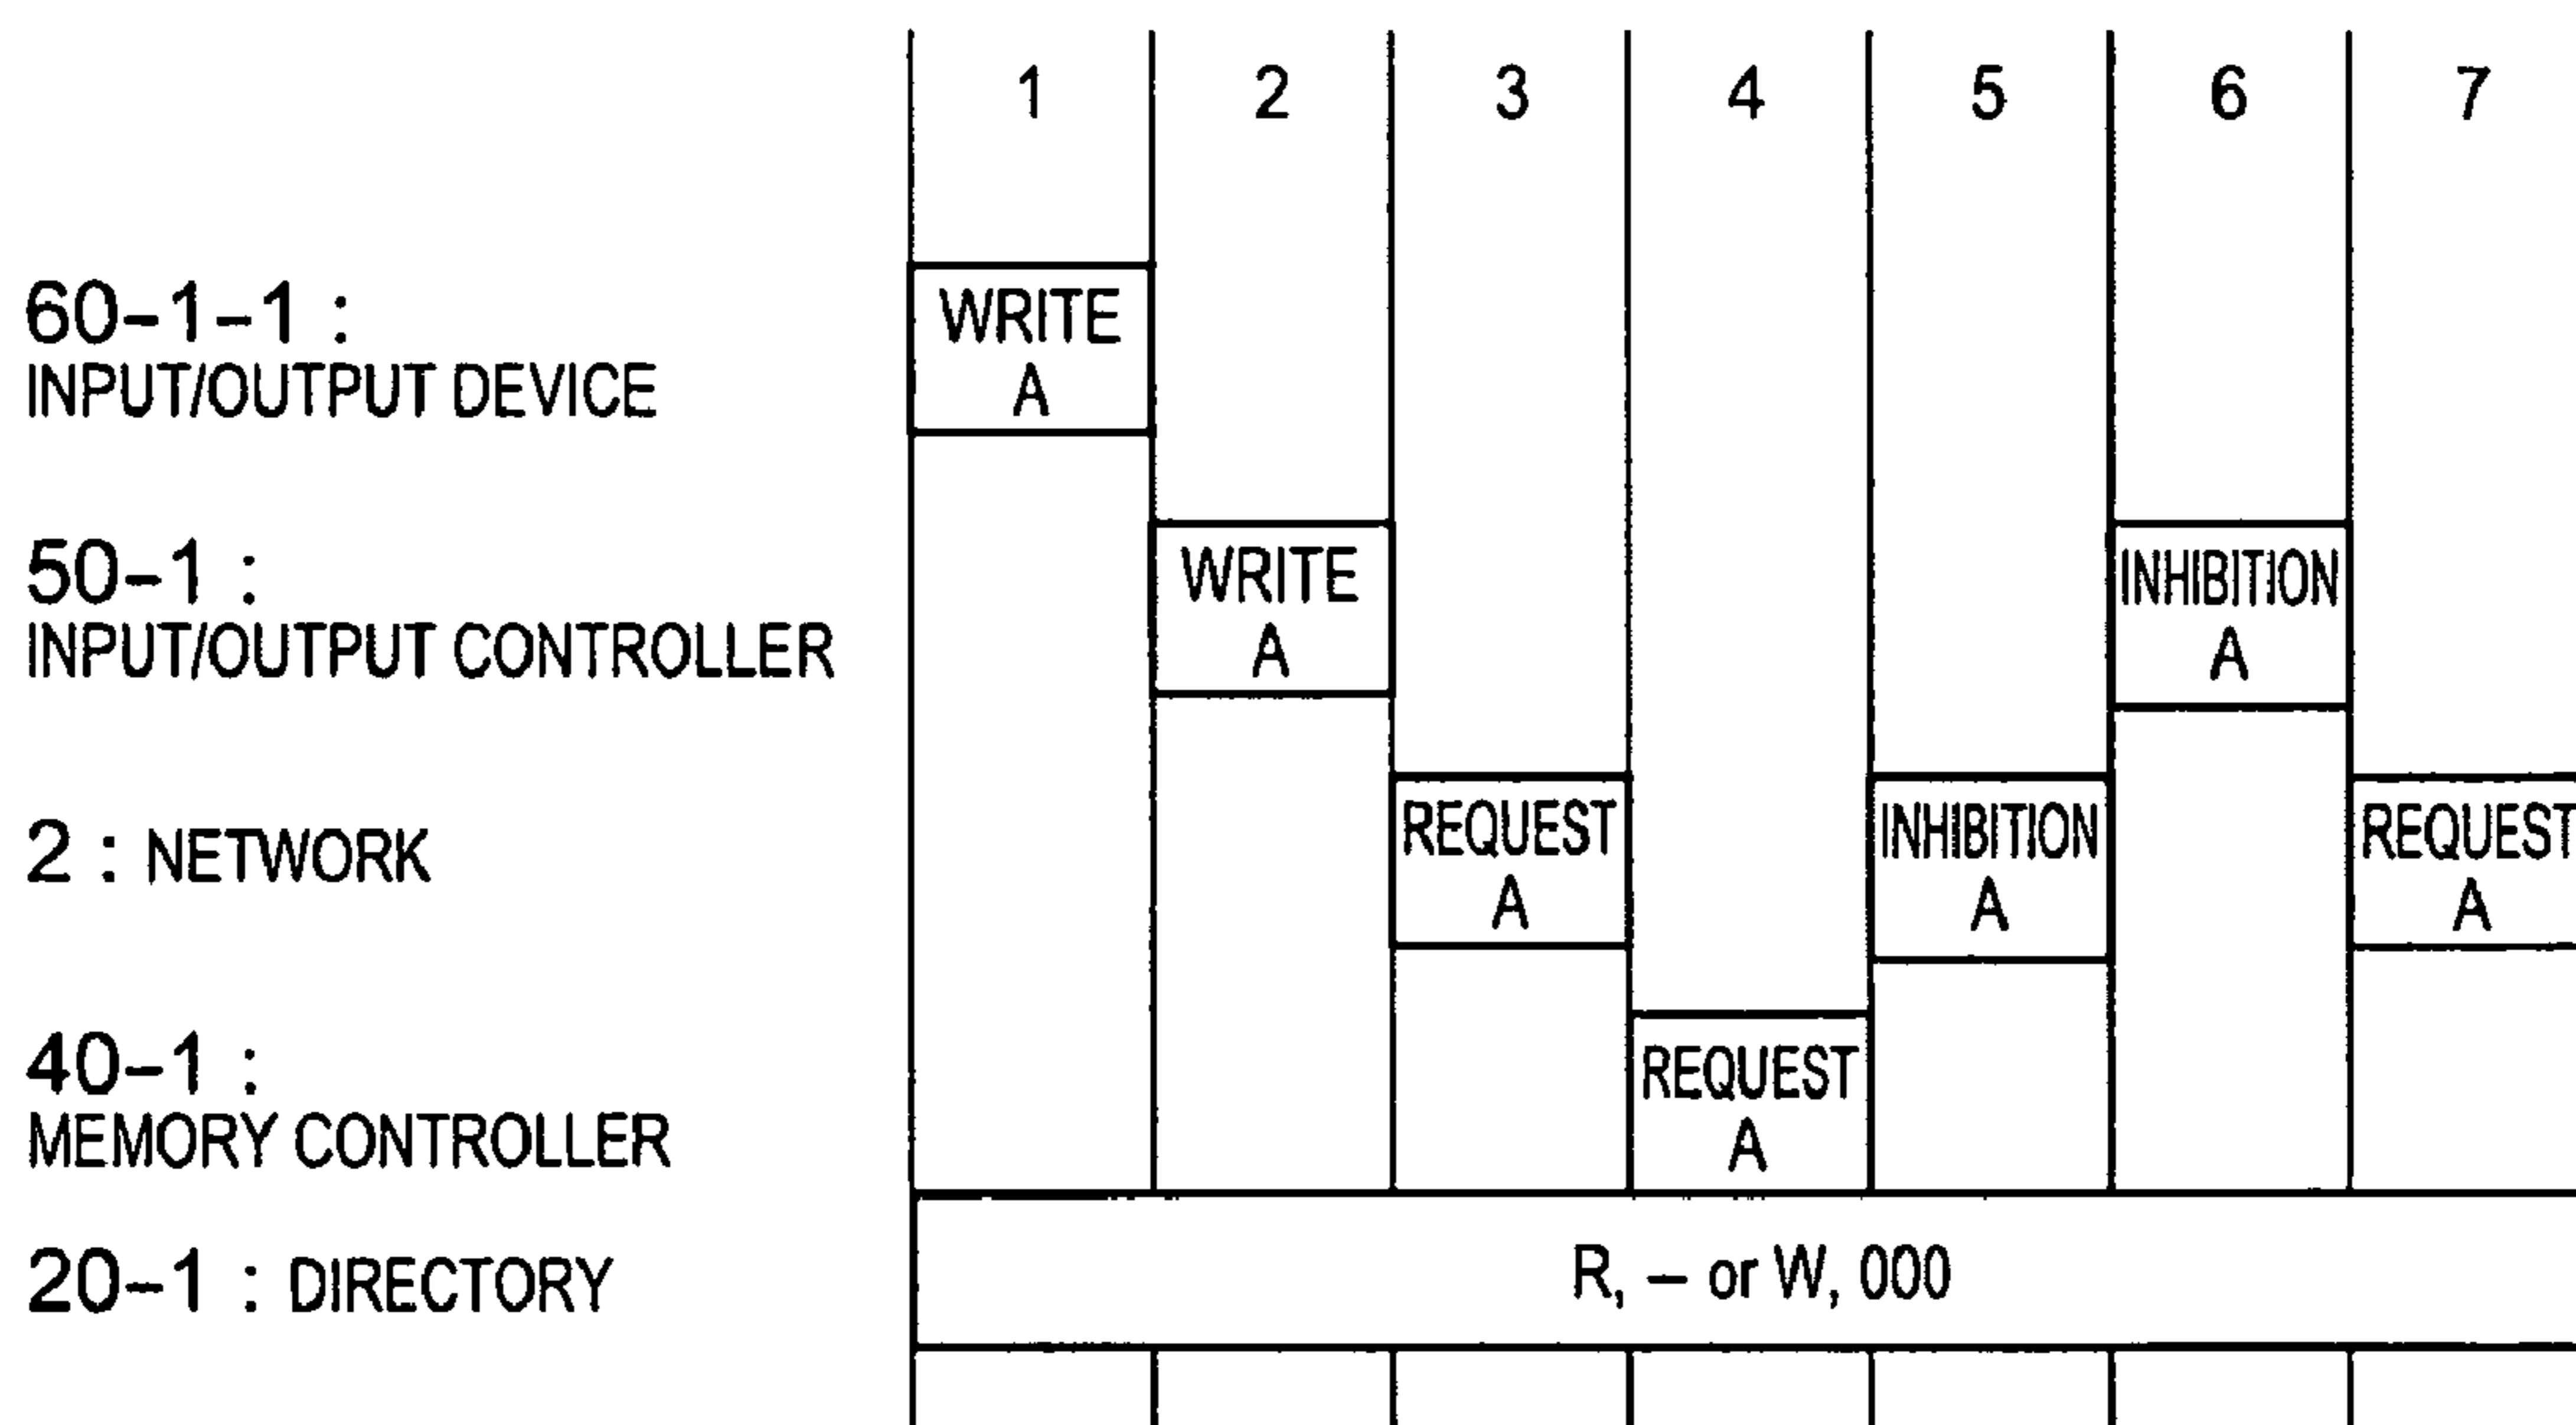 1 2 3 4 5 6 7
60-1-1 :
INPUT/OUTPUT DEVICE
WRITE
A
50-1 :
INPUT/OUTPUT CONTROLLER
WRITE
A
INHIBITION
A
2 : NETWORK
REQUEST
A
INHIBITION
A
REQUEST
A
40-1 :
MEMORY CONTROLLER
REQUEST
A
20-1 : DIRECTORY
R, – or W, 000